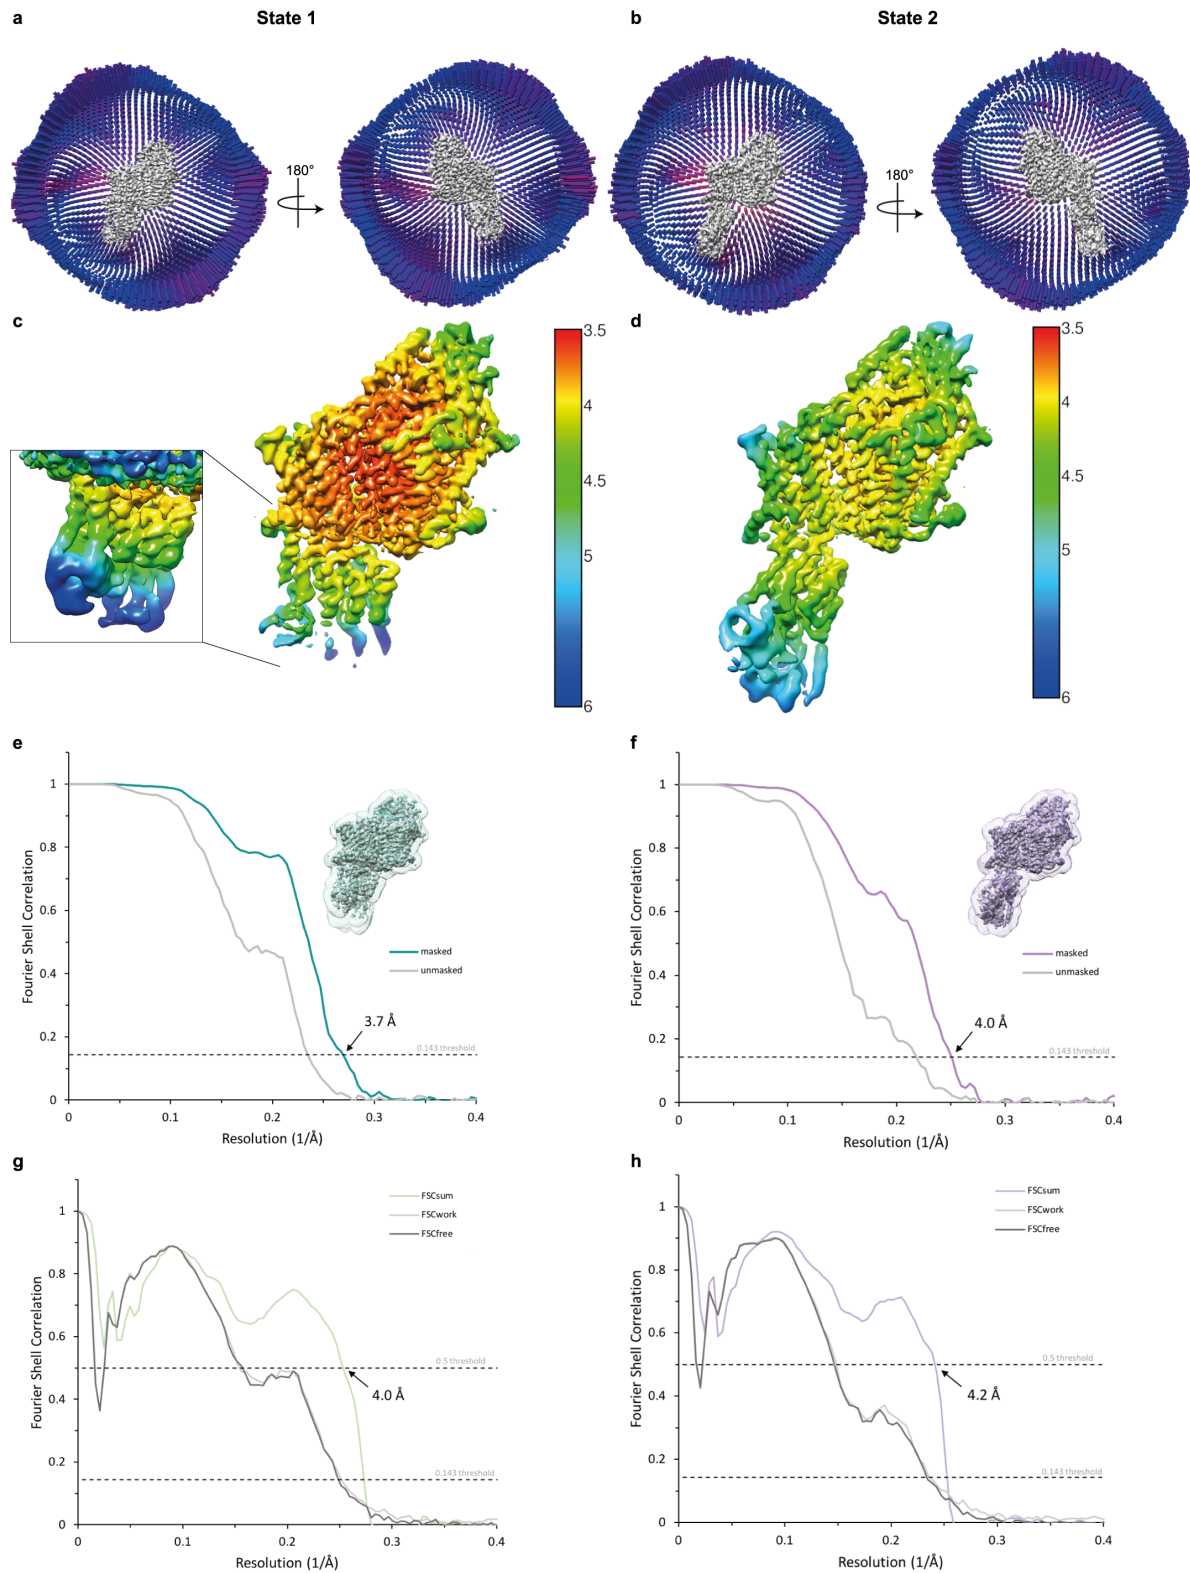 a
State 1
b
State 2
180°
180°
c
3.5
4
4.5
5
6
d
3.5
4
4.5
5
6
e
1
0.8
0.6
0.4
0.2
0
Fourier Shell Correlation
masked
unmasked
3.7 Å
0.143 threshold
0
0.1
0.2
0.3
0.4
Resolution (1/Å)
f
1
0.8
0.6
0.4
0.2
0
Fourier Shell Correlation
masked
unmasked
4.0 Å
0.143 threshold
0
0.1
0.2
0.3
0.4
Resolution (1/Å)
g
1
0.8
0.6
0.4
0.2
0
Fourier Shell Correlation
FSCsum
FSCwork
FSCfree
0.5 threshold
4.0 Å
0.143 threshold
0
0.1
0.2
0.3
0.4
Resolution (1/Å)
h
1
0.8
0.6
0.4
0.2
0
Fourier Shell Correlation
FSCsum
FSCwork
FSCfree
0.5 threshold
4.2 Å
0.143 threshold
0
0.1
0.2
0.3
0.4
Resolution (1/Å)